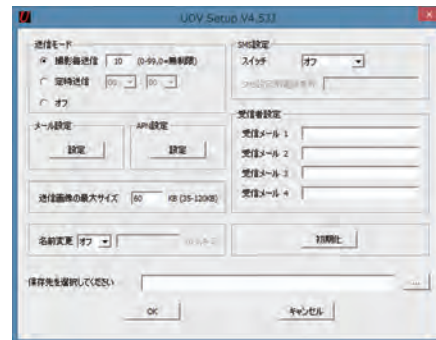 UOVision Setup V4.5JJ
送信モード
撮影毎送信 10 (0-99,0=無制限)
定時送信 00 : 00
オフ
SMS設定
スイッチ オフ
メール設定
設定
APN設定
設定
受信者設定
受信メール 1
受信メール 2
受信メール 3
受信メール 4
送信画像の最大サイズ 60 KB (35-120KB)
名前変更 オフ
初期化
保存先を選択してください ...
OK
キャンセル